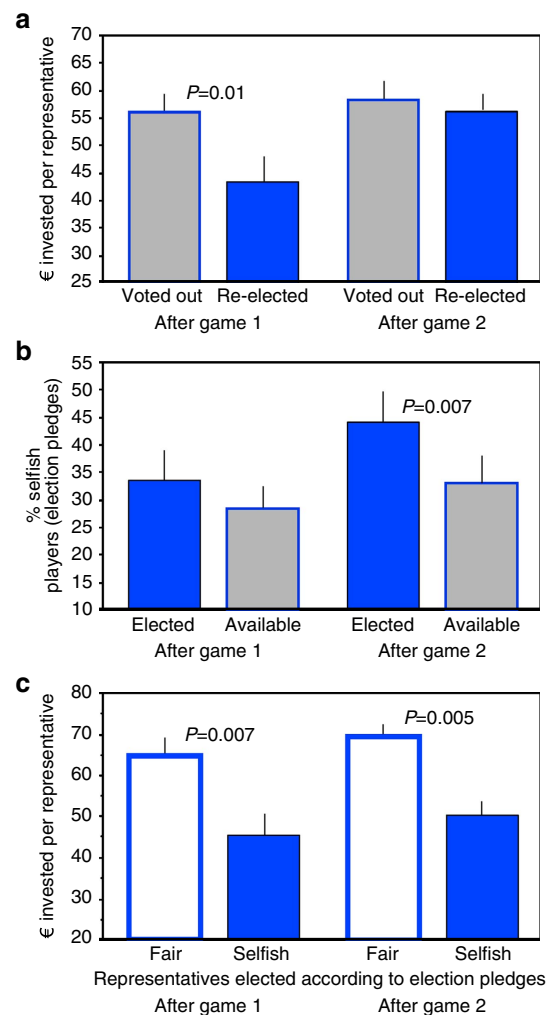 a
€ invested per representative
70
65
60
55
50
45
40
35
30
25
P=0.01
Voted out Re-elected Voted out Re-elected
After game 1 After game 2
b
% selfish
players (election pledges)
55
50
45
40
35
30
25
20
15
10
P=0.007
Elected Available Elected Available
After game 1 After game 2
c
€ invested per representative
80
70
60
50
40
30
20
P=0.007
P=0.005
Fair Selfish Fair Selfish
Representatives elected according to election pledges
After game 1 After game 2